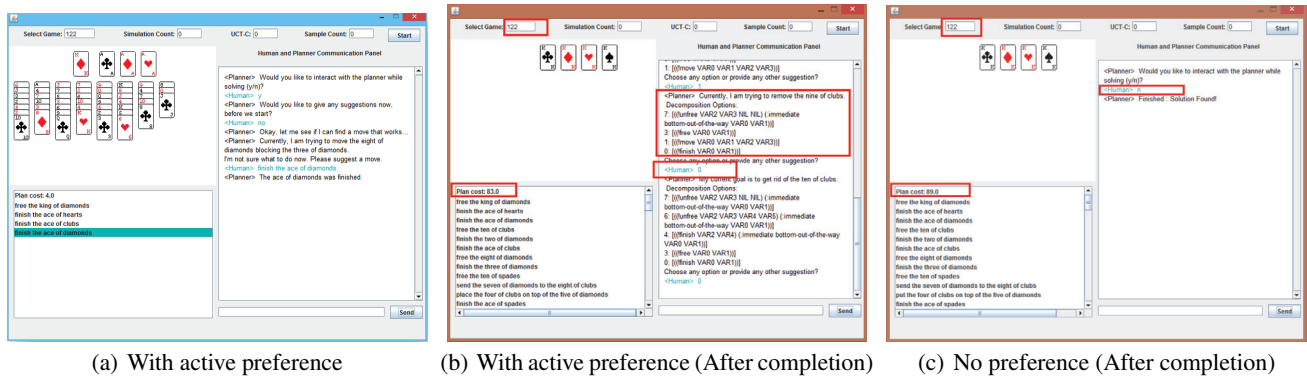 Select Game: 122 Simulation Count: 0 UCT-C: 0 Sample Count: 0 Start
Human and Planner Communication Panel
<Planner> Would you like to interact with the planner while
solving (y/n)?
<Human> y
<Planner> Would you like to give any suggestions now,
before we start?
<Human> no
<Planner> Okay, let me see if I can find a move that works...
<Planner> Currently, I am trying to move the eight of
diamonds blocking the three of diamonds.
I'm not sure what to do now. Please suggest a move.
<Human> finish the ace of diamonds
<Planner> The ace of diamonds was finished.
Plan cost: 4.0
free the king of diamonds
finish the ace of hearts
finish the ace of clubs
finish the ace of diamonds
Send
(a) With active preference
Select Game: 122 Simulation Count: 0 UCT-C: 0 Sample Count: 0 Start
Human and Planner Communication Panel
1: [((!move VAR0 VAR1 VAR2 VAR3))]
Choose any option or provide any other suggestion?
<Human> 1
<Planner> Currently, I am trying to remove the nine of clubs.
Decomposition Options:
7: [((unfree VAR2 VAR3 NIL NIL) (:immediate
bottom-out-of-the-way VAR0 VAR1))]
3: [((free VAR0 VAR1))]
1: [((!move VAR0 VAR1 VAR2 VAR3))]
0: [((!finish VAR0 VAR1))]
Choose any option or provide any other suggestion?
<Human> 0
<Planner> My current goal is to get rid of the ten of clubs.
Decomposition Options:
7: [((unfree VAR2 VAR3 NIL NIL) (:immediate
bottom-out-of-the-way VAR0 VAR1))]
6: [((!unfree VAR2 VAR3 VAR4 VAR5) (:immediate
bottom-out-of-the-way VAR0 VAR1))]
4: [((!finish VAR2 VAR4) (:immediate bottom-out-of-the-way
VAR0 VAR1))]
3: [((free VAR0 VAR1))]
0: [((!finish VAR0 VAR1))]
Choose any option or provide any other suggestion?
<Human> 0
Plan cost: 83.0
free the king of diamonds
finish the ace of hearts
finish the ace of diamonds
free the ten of clubs
finish the two of diamonds
finish the ace of clubs
free the eight of diamonds
finish the three of diamonds
free the ten of spades
send the seven of diamonds to the eight of clubs
place the four of clubs on top of the five of diamonds
finish the ace of spades
Send
(b) With active preference (After completion)
Select Game: 122 Simulation Count: 0 UCT-C: 0 Sample Count: 0 Start
Human and Planner Communication Panel
<Planner> Would you like to interact with the planner while
solving (y/n)?
<Human> n
<Planner> Finished : Solution Found!
Plan cost: 89.0
free the king of diamonds
finish the ace of hearts
finish the ace of diamonds
free the ten of clubs
finish the two of diamonds
finish the ace of clubs
free the eight of diamonds
finish the three of diamonds
free the ten of spades
send the seven of diamonds to the eight of clubs
put the four of clubs on top of the five of diamonds
finish the ace of spades
Send
(c) No preference (After completion)